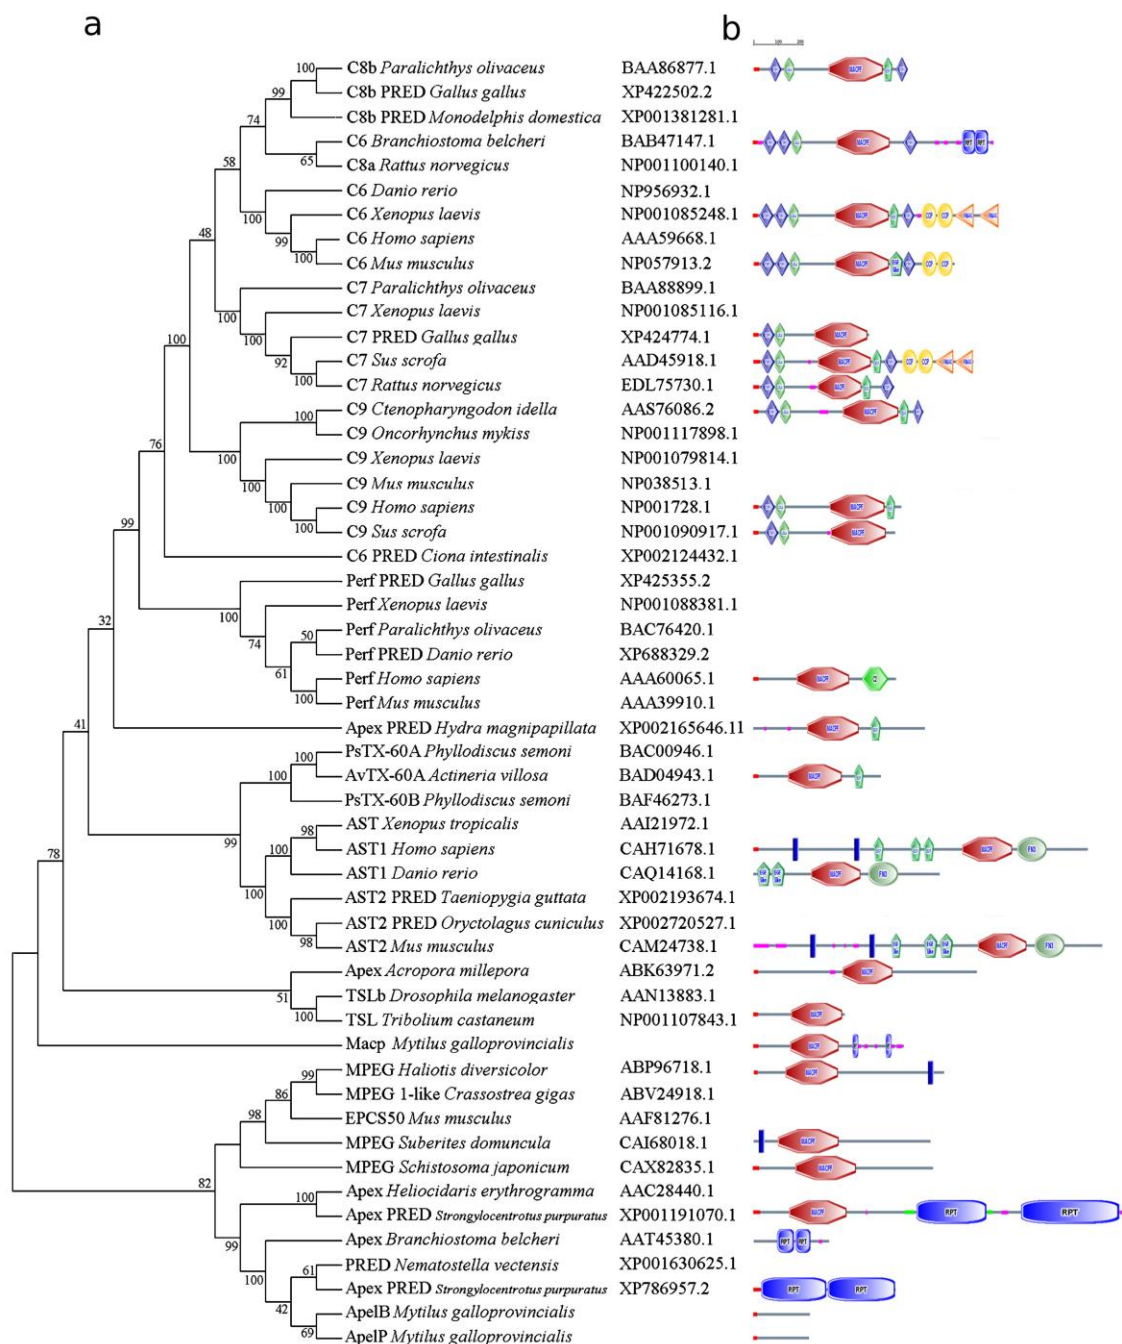 a b
C8b Paralichthys olivaceus BAA86877.1
C8b PRED Gallus gallus XP422502.2
C8b PRED Monodelphis domestica XP001381281.1
C6 Branchiostoma belcheri BAB47147.1
C8a Rattus norvegicus NP001100140.1
C6 Danio rerio NP956932.1
C6 Xenopus laevis NP001085248.1
C6 Homo sapiens AAA59668.1
C6 Mus musculus NP057913.2
C7 Paralichthys olivaceus BAA88899.1
C7 Xenopus laevis NP001085116.1
C7 PRED Gallus gallus XP424774.1
C7 Sus scrofa AAD45918.1
C7 Rattus norvegicus EDL75730.1
C9 Ctenopharyngodon idella AAS76086.2
C9 Oncorhynchus mykiss NP001117898.1
C9 Xenopus laevis NP001079814.1
C9 Mus musculus NP038513.1
C9 Homo sapiens NP001728.1
C9 Sus scrofa NP001090917.1
C6 PRED Ciona intestinalis XP002124432.1
Perf PRED Gallus gallus XP425355.2
Perf Xenopus laevis NP001088381.1
Perf Paralichthys olivaceus BAC76420.1
Perf PRED Danio rerio XP688329.2
Perf Homo sapiens AAA60065.1
Perf Mus musculus AAA39910.1
Apex PRED Hydra magnipapillata XP002165646.11
PsTX-60A Phyllodiscus semoni BAC00946.1
AvTX-60A Actineria villosa BAD04943.1
PsTX-60B Phyllodiscus semoni BAF46273.1
AST Xenopus tropicalis AAI21972.1
AST1 Homo sapiens CAH71678.1
AST1 Danio rerio CAQ14168.1
AST2 PRED Taeniopygia guttata XP002193674.1
AST2 PRED Oryctolagus cuniculus XP002720527.1
AST2 Mus musculus CAM24738.1
Apex Acropora millepora ABK63971.2
TSLb Drosophila melanogaster AAN13883.1
TSL Tribolium castaneum NP001107843.1
Macp Mytilus galloprovincialis
MPEG Haliotis diversicolor ABP96718.1
MPEG 1-like Crassostrea gigas ABV24918.1
EPCS50 Mus musculus AAF81276.1
MPEG Suberites domuncula CAI68018.1
MPEG Schistosoma japonicum CAX82835.1
Apex Heliocidaris erythrogramma AAC28440.1
Apex PRED Strongylocentrotus purpuratus XP001191070.1 RPT RPT
Apex Branchiostoma belcheri AAT45380.1 RPT RPT
PRED Nematostella vectensis XP001630625.1
Apex PRED Strongylocentrotus purpuratus XP786957.2 RPT RPT
ApelB Mytilus galloprovincialis
ApelP Mytilus galloprovincialis